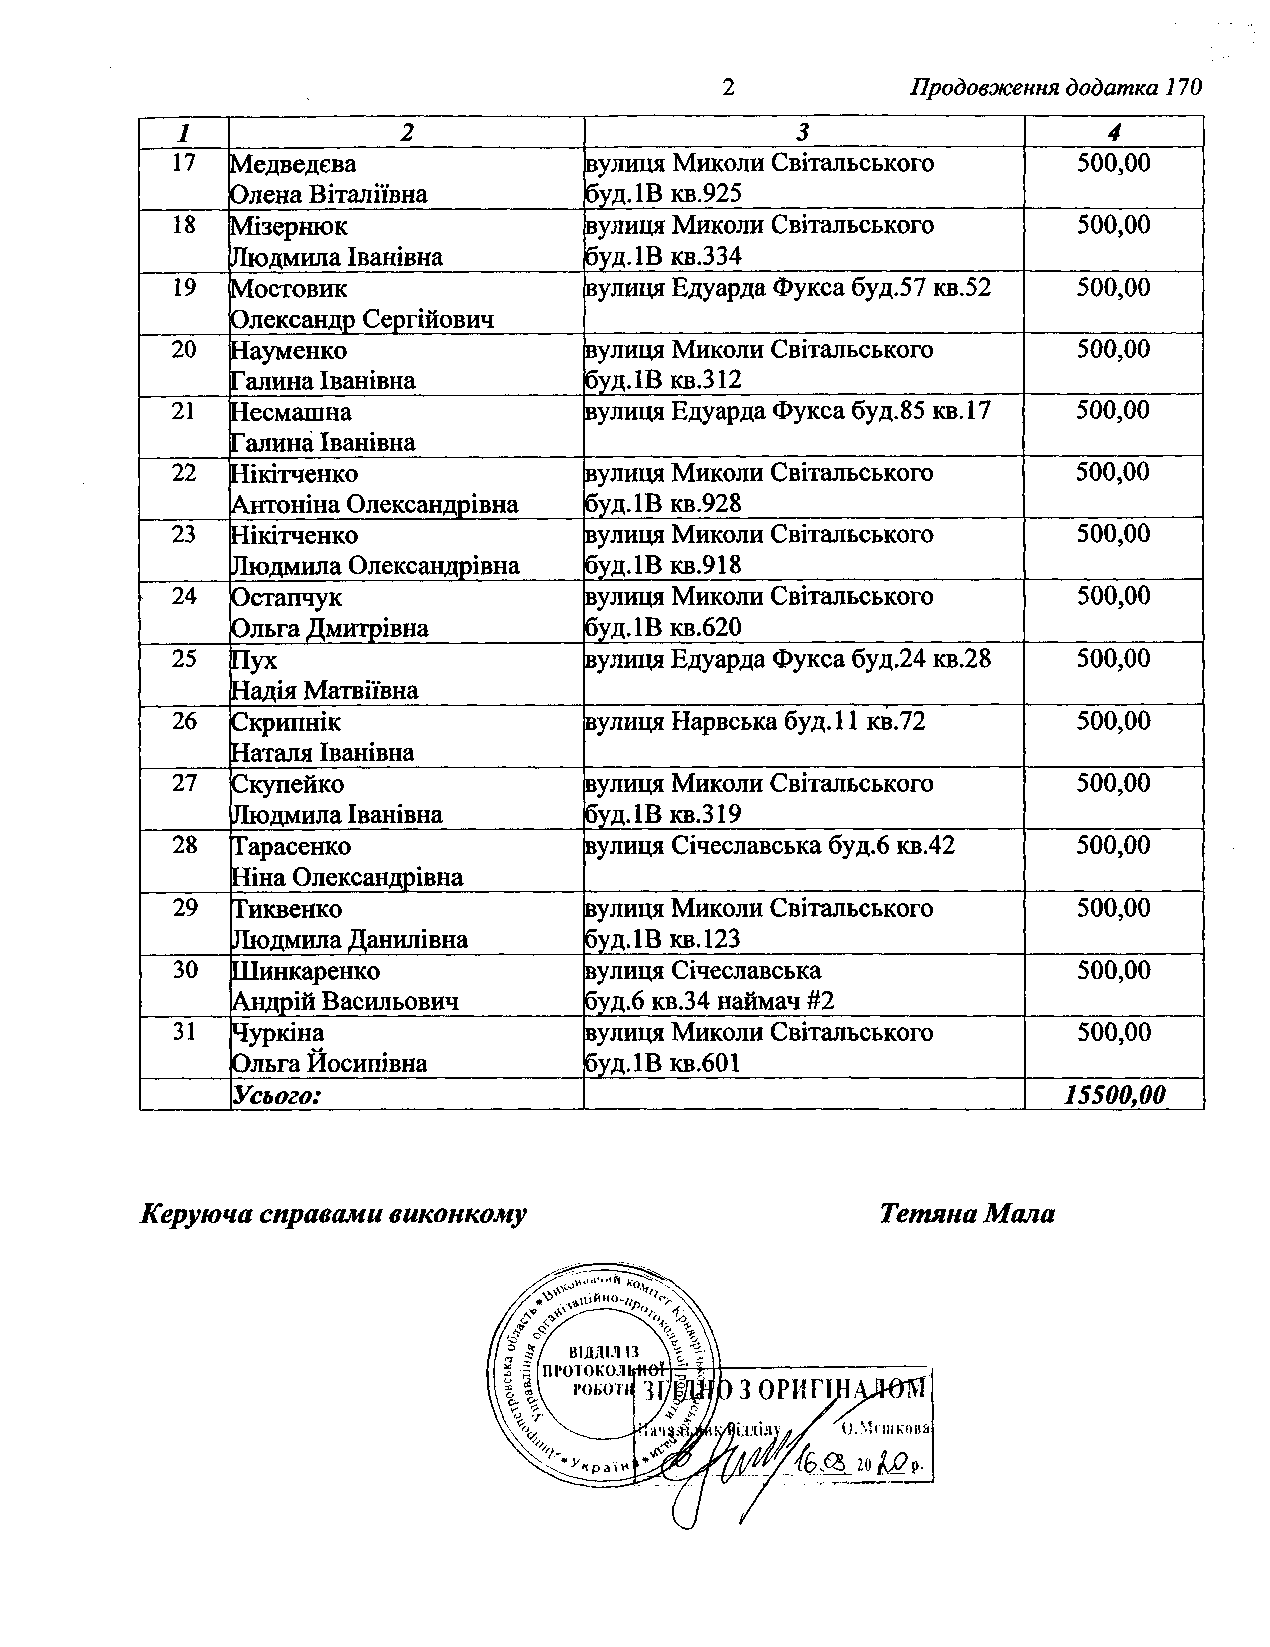 2 Продовження додатка 170
1 2 3 4
17 Медведєва вулиця Миколи Світальського 500,00
Олена Віталіївна буд.1В кв.925
18 Мізернюк вулиця Миколи Світальського 500,00
Людмила Іванівна буд.1В кв.334
19 Мостовик вулиця Едуарда Фукса буд.57 кв.52 500,00
Олександр Сергійович
20 Науменко вулиця Миколи Світальського 500,00
Галина Іванівна буд.1В кв.312
21 Несмашна вулиця Едуарда Фукса буд.85 кв.17 500,00
Галина Іванівна
22 Нікітченко вулиця Миколи Світальського 500,00
Антоніна Олександрівна буд.1В кв.928
23 Нікітченко вулиця Миколи Світальського 500,00
Людмила Олександрівна буд.1В кв.918
24 Остапчук вулиця Миколи Світальського 500,00
Ольга Дмитрівна буд.1В кв.620
25 Пух вулиця Едуарда Фукса буд.24 кв.28 500,00
Надія Матвіївна
26 Скрипнік вулиця Нарвська буд.11 кв.72 500,00
Наталя Іванівна
27 Скупейко вулиця Миколи Світальського 500,00
Людмила Іванівна буд.1В кв.319
28 Тарасенко вулиця Січеславська буд.6 кв.42 500,00
Ніна Олександрівна
29 Тиквенко вулиця Миколи Світальського 500,00
Людмила Данилівна буд.1В кв.123
30 Шинкаренко вулиця Січеславська 500,00
Андрій Васильович буд.6 кв.34 наймач #2
31 Чуркіна вулиця Миколи Світальського 500,00
Ольга Йосипівна буд.1В кв.601
Усього: 15500,00
Керуюча справами виконкому Тетяна Мала
ВІДДІЛ ІЗ
ПРОТОКОЛЬНОЇ
РОБОТИ
ЗГІДНО З ОРИГІНАЛОМ
Начальник відділу О.Мєшкова
16.03 2020 р.